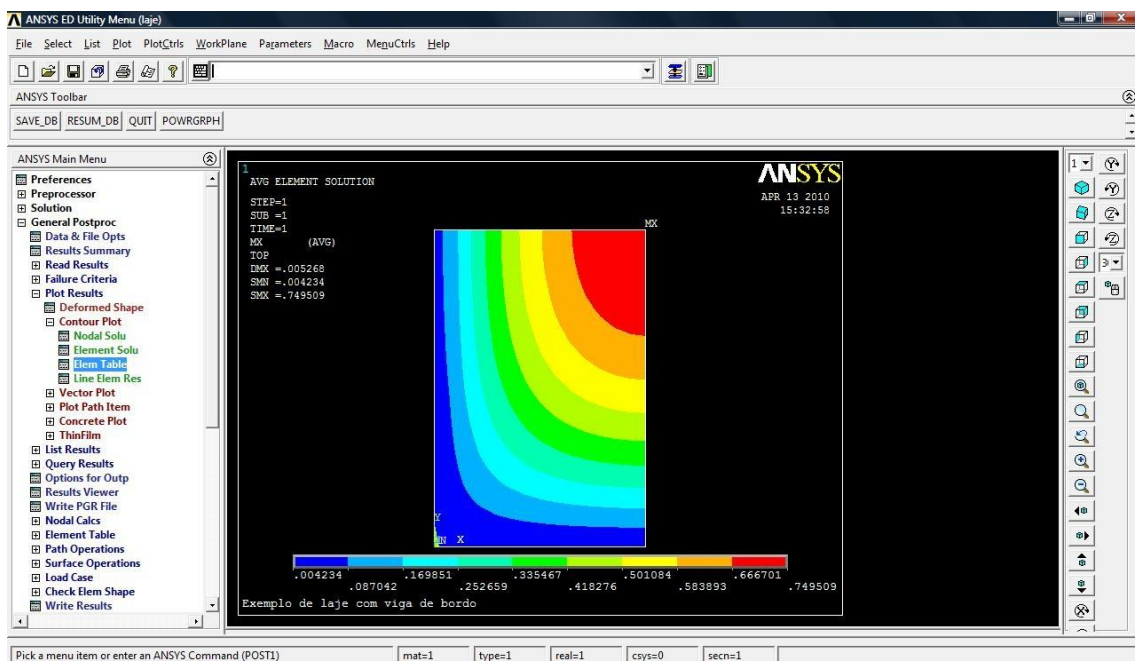 ANSYS ED Utility Menu (laje)
File Select List Plot PlotCtrls WorkPlane Parameters Macro MenuCtrls Help
ANSYS Toolbar
SAVE_DB RESUM_DB QUIT POWRGRPH
ANSYS Main Menu
Preferences
Preprocessor
Solution
General Postproc
Data & File Opts
Results Summary
Read Results
Failure Criteria
Plot Results
Deformed Shape
Contour Plot
Nodal Solu
Element Solu
Elem Table
Line Elem Res
Vector Plot
Plot Path Item
Concrete Plot
ThinFilm
List Results
Query Results
Options for Outp
Results Viewer
Write PGR File
Nodal Calcs
Element Table
Path Operations
Surface Operations
Load Case
Check Elem Shape
Write Results
1
AVG ELEMENT SOLUTION
STEP=1
SUB =1
TIME=1
MX (AVG)
TOP
DMX =.005268
SMN =.004234
SMX =.749509
ANSYS
APR 13 2010
15:32:58
MX
Y
X
.004234 .169851 .335467 .501084 .666701
.087042 .252659 .418276 .583893 .749509
Exemplo de laje com viga de bordo
1
3
Pick a menu item or enter an ANSYS Command (POST1) mat=1 type=1 real=1 csys=0 secn=1